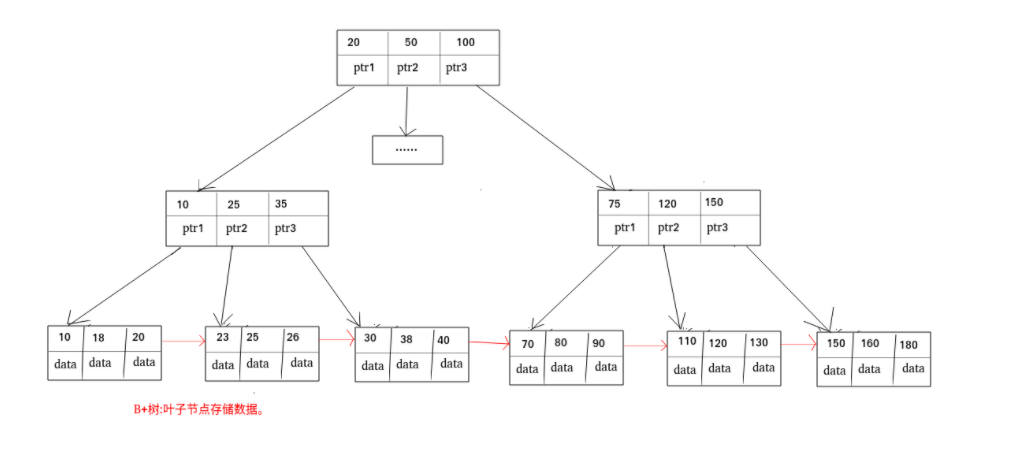 20 50 100
ptr1 ptr2 ptr3
......
10 25 35
ptr1 ptr2 ptr3
75 120 150
ptr1 ptr2 ptr3
10 18 20
data data data
23 25 26
data data data
30 38 40
data data data
70 80 90
data data data
110 120 130
data data data
150 160 180
data data data
B+树:叶子节点存储数据。